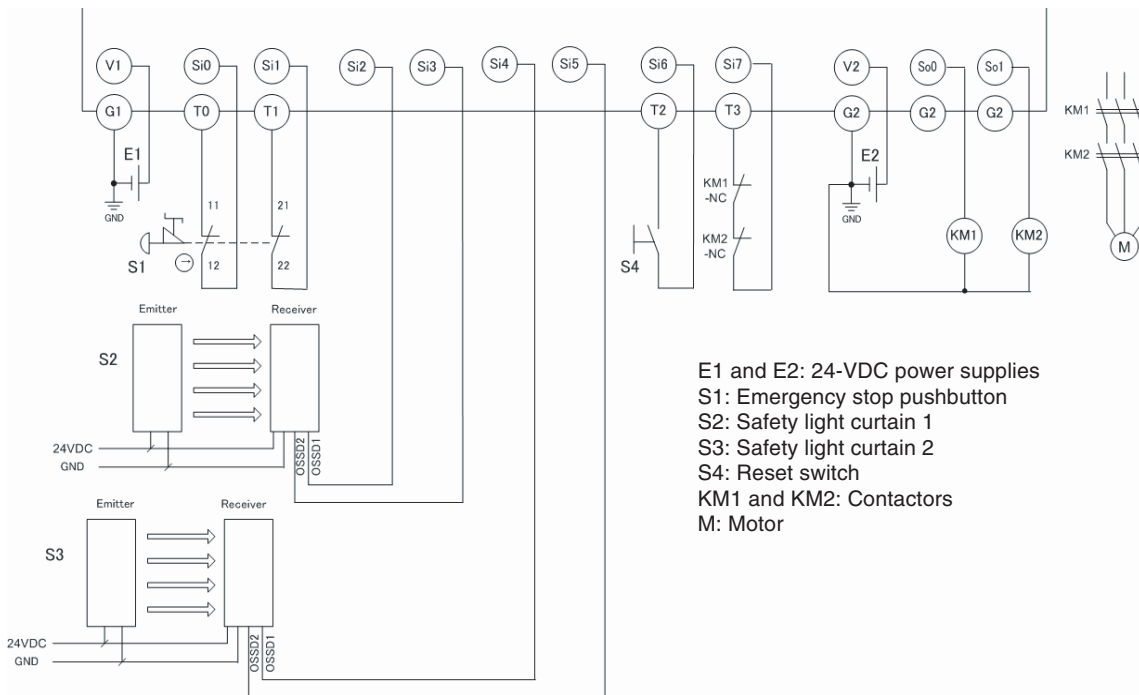 V1
Si0
Si1
Si2
Si3
Si4
Si5
Si6
Si7
V2
So0
So1
G1
T0
T1
T2
T3
G2
G2
G2
KM1
KM2
E1
GND
11
21
12
22
S1
S4
KM1
-NC
KM2
-NC
E2
GND
KM1
KM2
M
Emitter
Receiver
S2
24VDC
GND
OSSD2
OSSD1
Emitter
Receiver
S3
24VDC
GND
OSSD2
OSSD1
E1 and E2: 24-VDC power supplies
S1: Emergency stop pushbutton
S2: Safety light curtain 1
S3: Safety light curtain 2
S4: Reset switch
KM1 and KM2: Contactors
M: Motor